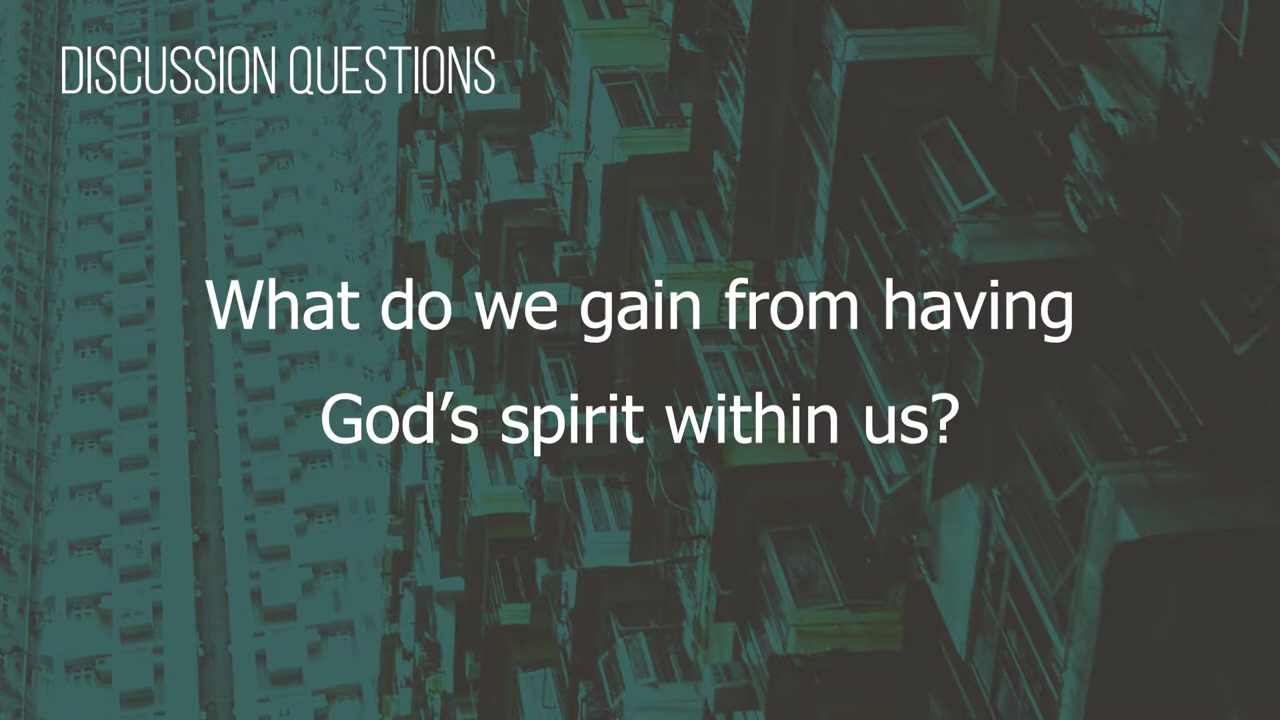 DISCUSSION QUESTIONS
What do we gain from having
God’s spirit within us?